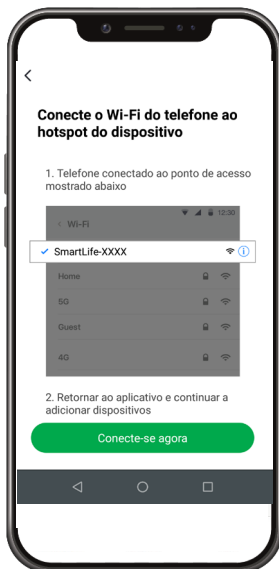 Conecte o Wi-Fi do telefone ao
hotspot do dispositivo
1. Telefone conectado ao ponto de acesso
mostrado abaixo
12:30
Wi-Fi
SmartLife-XXXX
Home
5G
Guest
4G
2. Retornar ao aplicativo e continuar a
adicionar dispositivos
Conecte-se agora